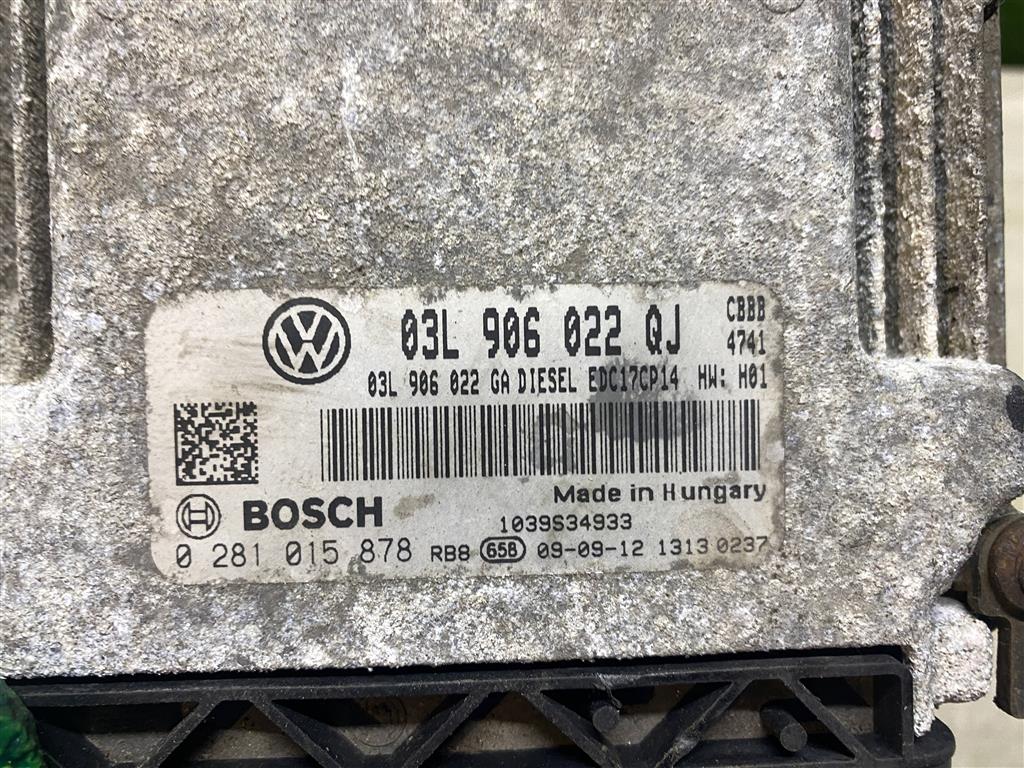 03L 906 022 QJ CBBB
4741
03L 906 022 GA DIESEL EDC17CP14 HW: H01
Made in Hungary
BOSCH
1039S34933
0 281 015 878 RB8 658 09-09-12 1313 0237